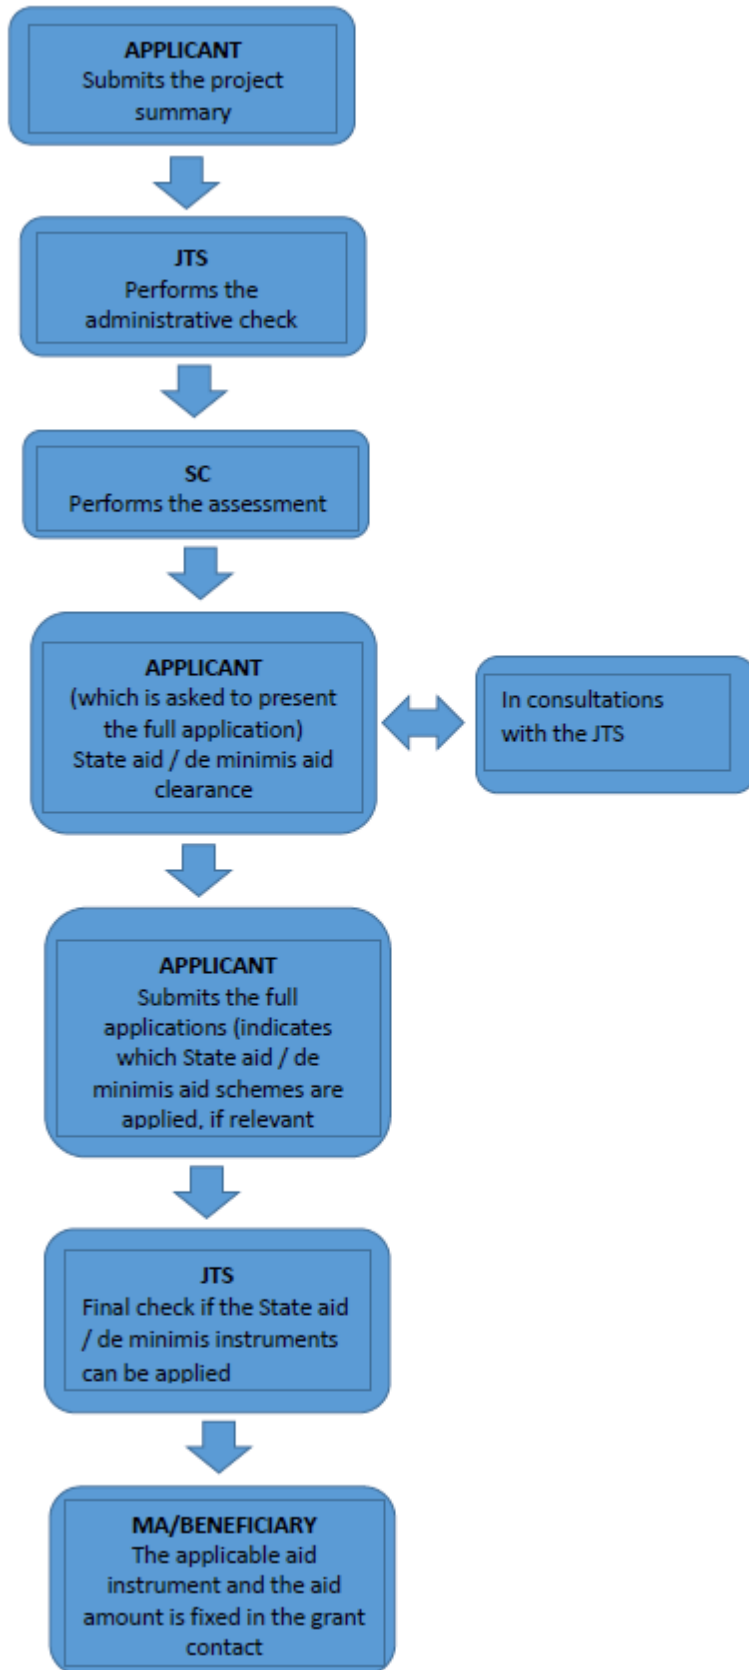 APPLICANT
Submits the project
summary
JTS
Performs the
administrative check
SC
Performs the assessment
APPLICANT
(which is asked to present
the full application)
State aid / de minimis aid
clearance
In consultations
with the JTS
APPLICANT
Submits the full
applications (indicates
which State aid / de
minimis aid schemes are
applied, if relevant
JTS
Final check if the State aid
/ de minimis instruments
can be applied
MA/BENEFICIARY
The applicable aid
instrument and the aid
amount is fixed in the grant
contact